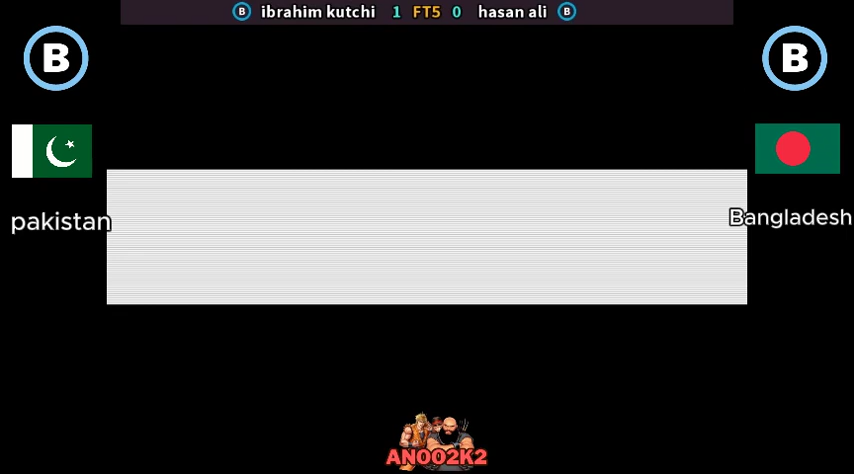 B ibrahim kutchi 1 FT5 0 hasan ali B
B
B
pakistan
Bangladesh
ANOO2K2